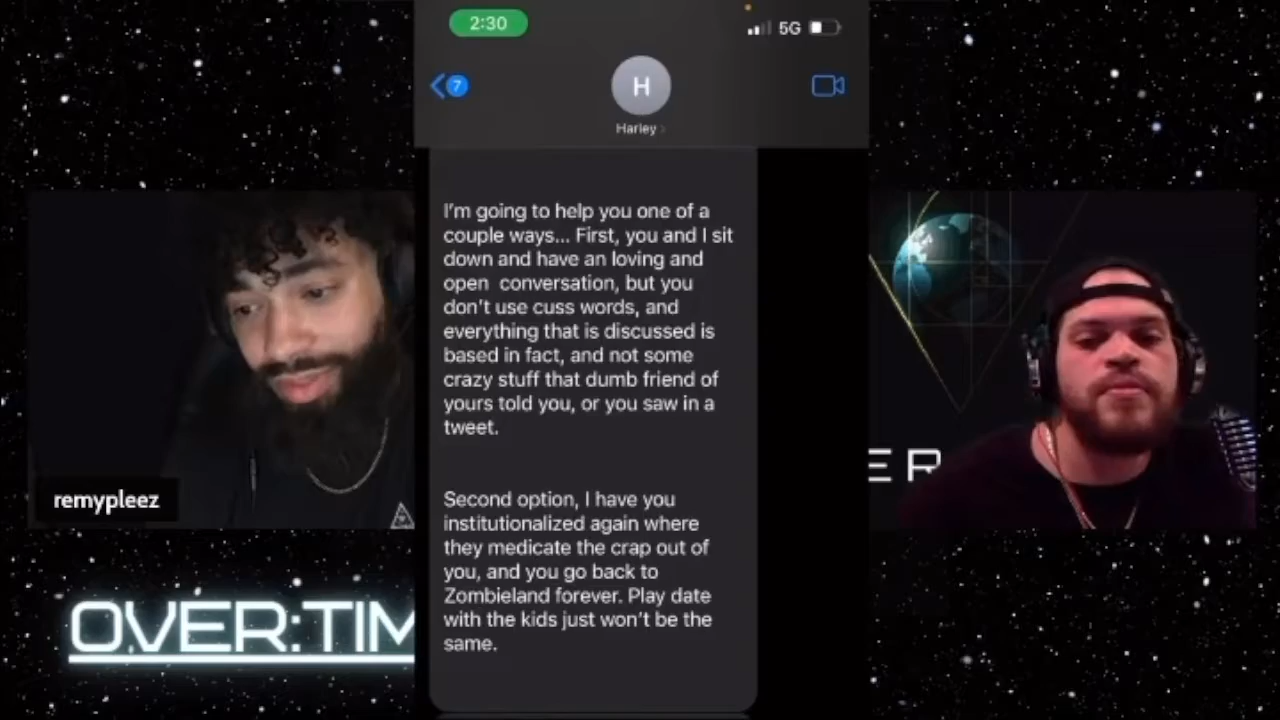 2:30
5G
7
H
Harley
I'm going to help you one of a
couple ways... First, you and I sit
down and have an loving and
open conversation, but you
don't use cuss words, and
everything that is discussed is
based in fact, and not some
crazy stuff that dumb friend of
yours told you, or you saw in a
tweet.
Second option, I have you
institutionalized again where
they medicate the crap out of
you, and you go back to
Zombieland forever. Play date
with the kids just won't be the
same.
remypleez
OVER:TIM
ER